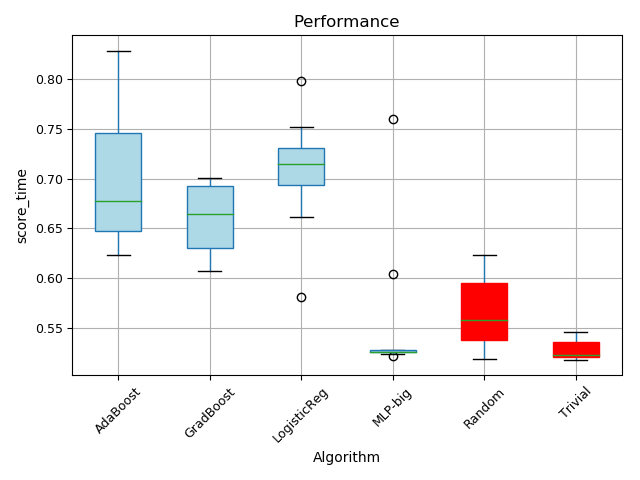 Performance
score_time
0.80
0.75
0.70
0.65
0.60
0.55
AdaBoost
GradBoost
LogisticReg
MLP-big
Random
Trivial
Algorithm